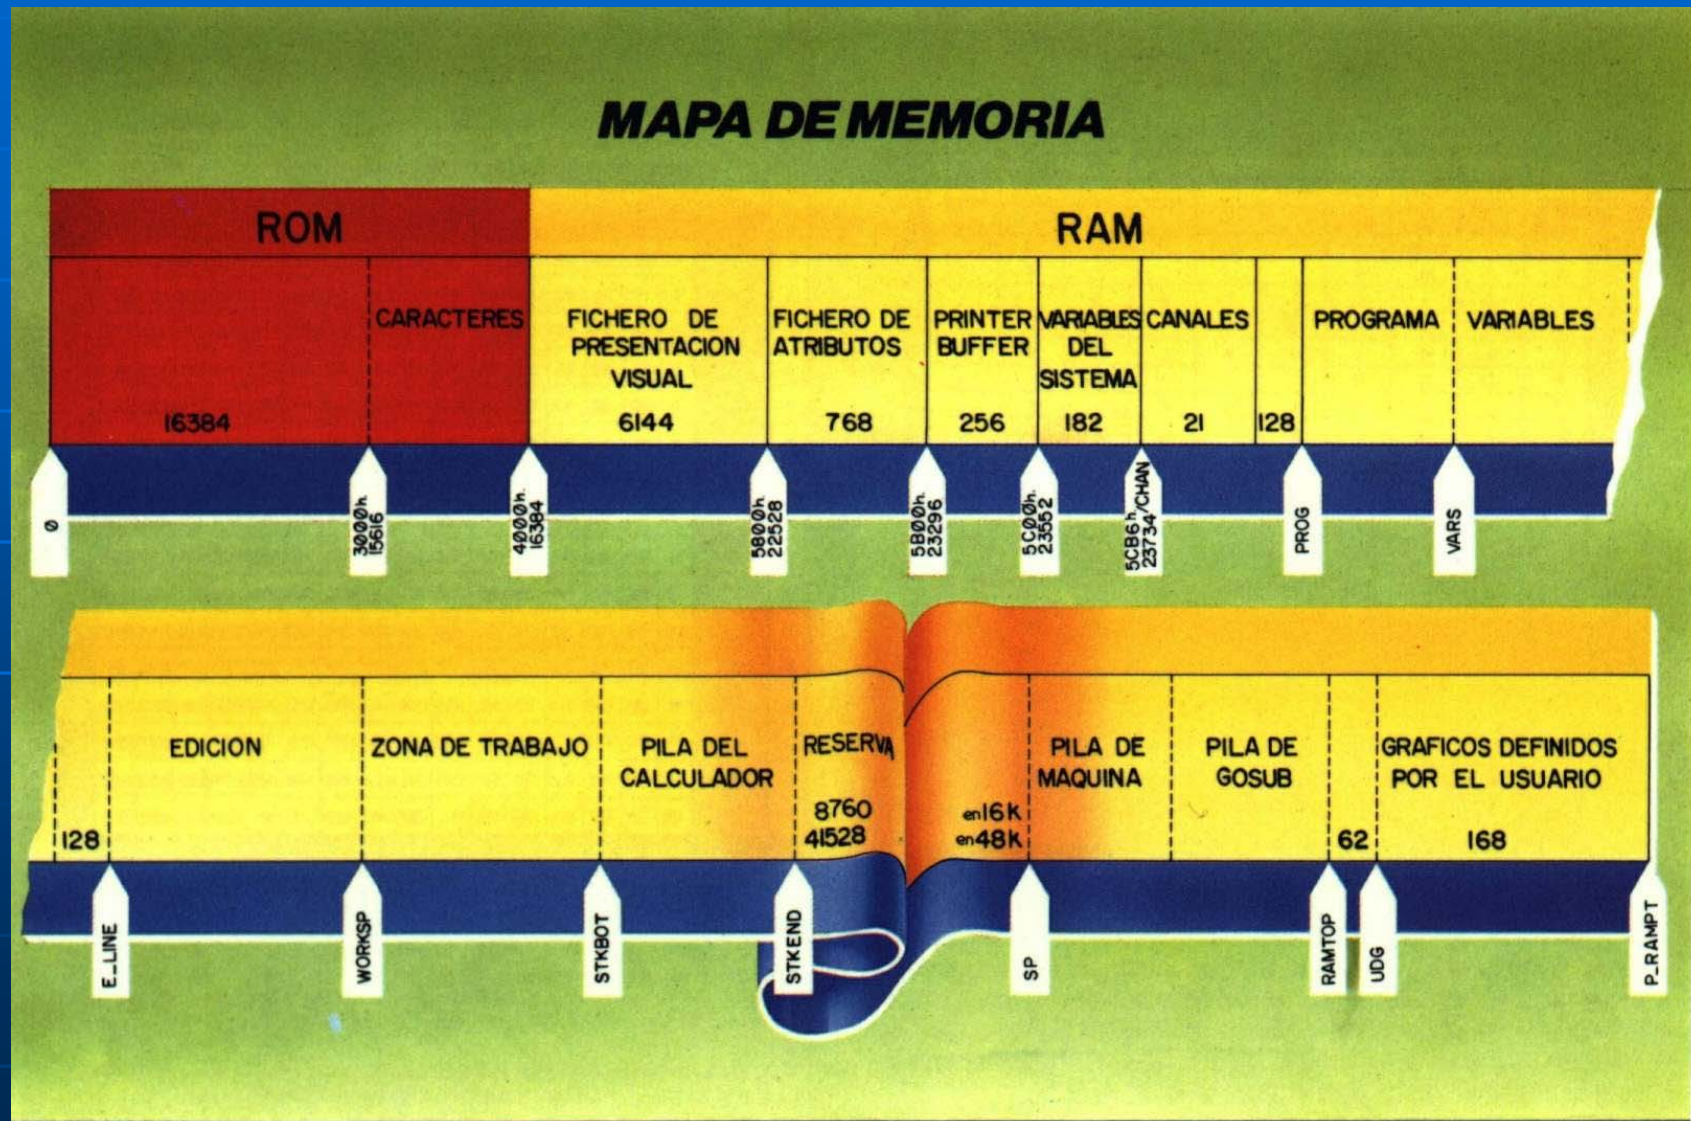 MAPA DE MEMORIA
ROM
RAM
CARACTERES
16384
FICHERO DE
PRESENTACION
VISUAL
6144
FICHERO DE
ATRIBUTOS
768
PRINTER
BUFFER
256
VARIABLES
DEL
SISTEMA
182
CANALES
21
128
PROGRAMA
VARIABLES
0
3000h.
15616
4000h.
16384
5800h.
22528
5B00h.
23296
5C00h.
23552
5CB6h/CHAN
23734
PROG
VARS
128
EDICION
ZONA DE TRABAJO
PILA DEL
CALCULADOR
RESERVA
8760
41528
en 16K
en 48K
PILA DE
MAQUINA
PILA DE
GOSUB
62
GRAFICOS DEFINIDOS
POR EL USUARIO
168
E_LINE
WORKSP
STKBOT
STKEND
SP
RAMTOP
UDG
P_RAMPT